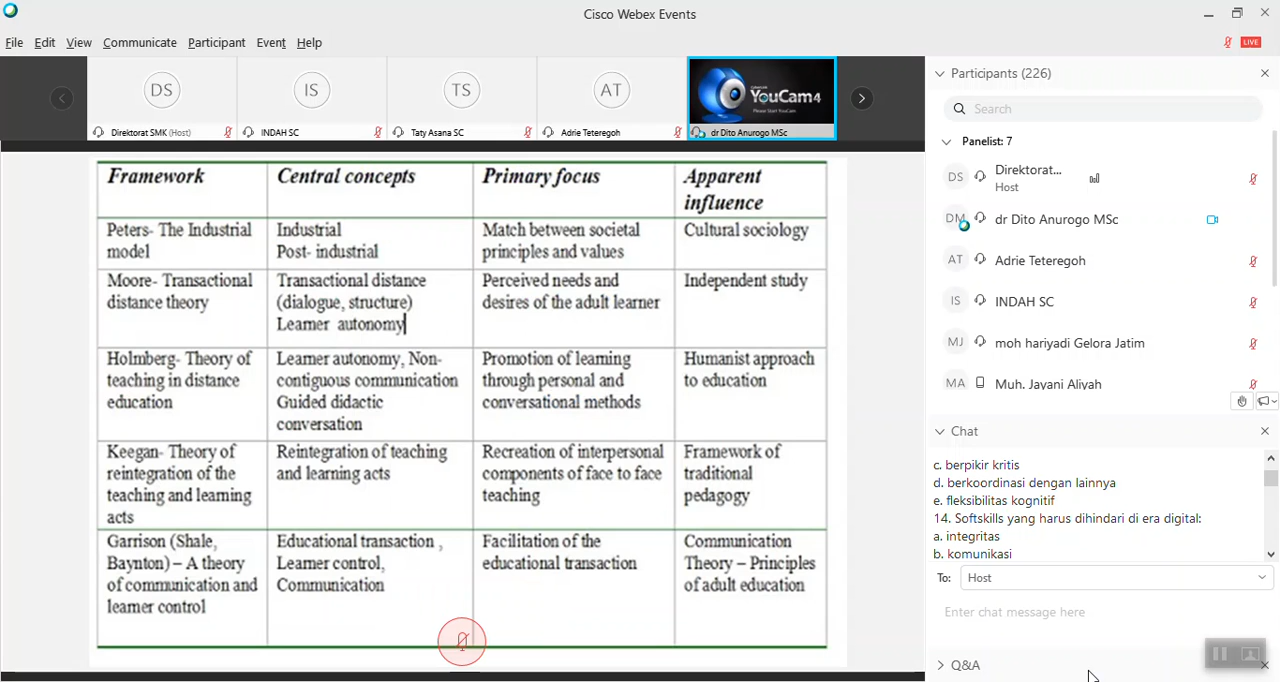 Cisco Webex Events
File Edit View Communicate Participant Event Help
LIVE
DS
IS
TS
AT
YouCam4
Please Start YouCam
Direktorat SMK (Host)
INDAH SC
Taty Asana SC
Adrie Teteregoh
dr Dito Anurogo MSc
Framework
Central concepts
Primary focus
Apparent
influence
Peters- The Industrial
model
Industrial
Post- industrial
Match between societal
principles and values
Cultural sociology
Moore- Transactional
distance theory
Transactional distance
(dialogue, structure)
Learner autonomy
Perceived needs and
desires of the adult learner
Independent study
Holmberg- Theory of
teaching in distance
education
Learner autonomy, Non-
contiguous communication
Guided didactic
conversation
Promotion of learning
through personal and
conversational methods
Humanist approach
to education
Keegan- Theory of
reintegration of the
teaching and learning
acts
Reintegration of teaching
and learning acts
Recreation of interpersonal
components of face to face
teaching
Framework of
traditional
pedagogy
Garrison (Shale,
Baynton) – A theory
of communication and
learner control
Educational transaction ,
Learner control,
Communication
Facilitation of the
educational transaction
Communication
Theory – Principles
of adult education
Participants (226)
Search
Panelist: 7
DS
Direktorat...
Host
DM
dr Dito Anurogo MSc
AT
Adrie Teteregoh
IS
INDAH SC
MJ
moh hariyadi Gelora Jatim
MA
Muh. Jayani Aliyah
Chat
c. berpikir kritis
d. berkoordinasi dengan lainnya
e. fleksibilitas kognitif
14. Softskills yang harus dihindari di era digital:
a. integritas
b. komunikasi
To: Host
Enter chat message here
Q&A